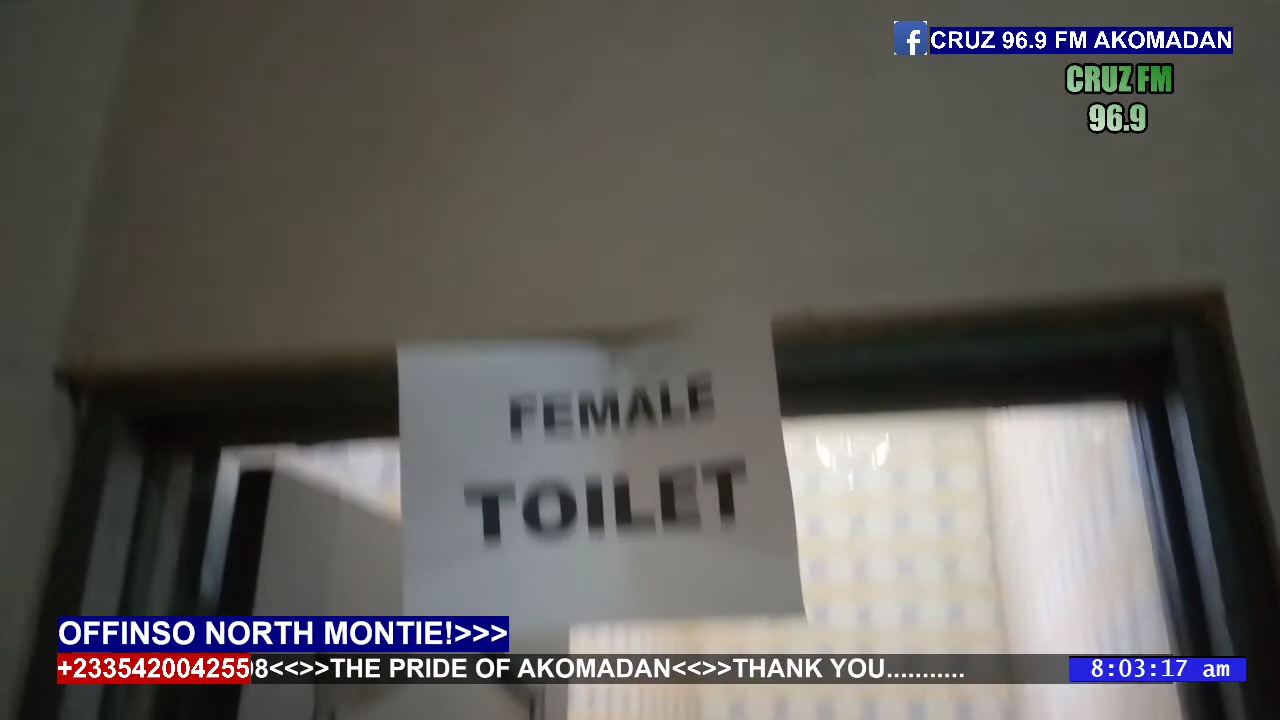 CRUZ 96.9 FM AKOMADAN
CRUZ FM
96.9
FEMALE
TOILET
OFFINSO NORTH MONTIE!>>>
+233542004255 8<<>>THE PRIDE OF AKOMADAN<<>>THANK YOU........... 8:03:17 am